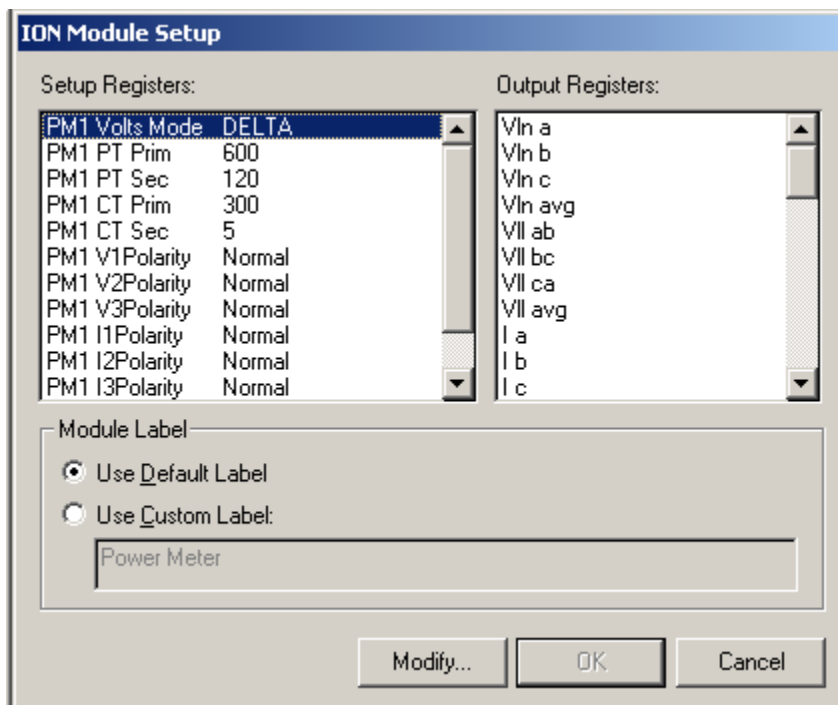 ION Module Setup
Setup Registers:
PM1 Volts Mode DELTA
PM1 PT Prim 600
PM1 PT Sec 120
PM1 CT Prim 300
PM1 CT Sec 5
PM1 V1Polarity Normal
PM1 V2Polarity Normal
PM1 V3Polarity Normal
PM1 I1Polarity Normal
PM1 I2Polarity Normal
PM1 I3Polarity Normal
Output Registers:
Vln a
Vln b
Vln c
Vln avg
Vll ab
Vll bc
Vll ca
Vll avg
I a
I b
I c
Module Label
Use Default Label
Use Custom Label:
Power Meter
Modify...
OK
Cancel